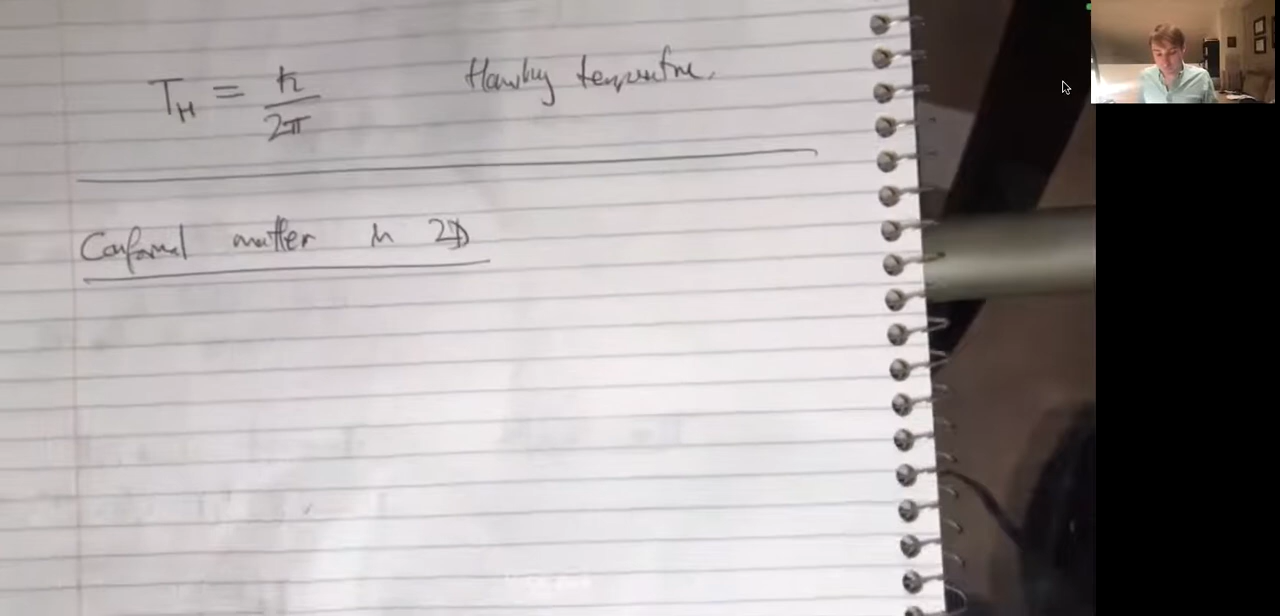 T_H = ħ/2π Hawking temperature.
Conformal matter in 2D